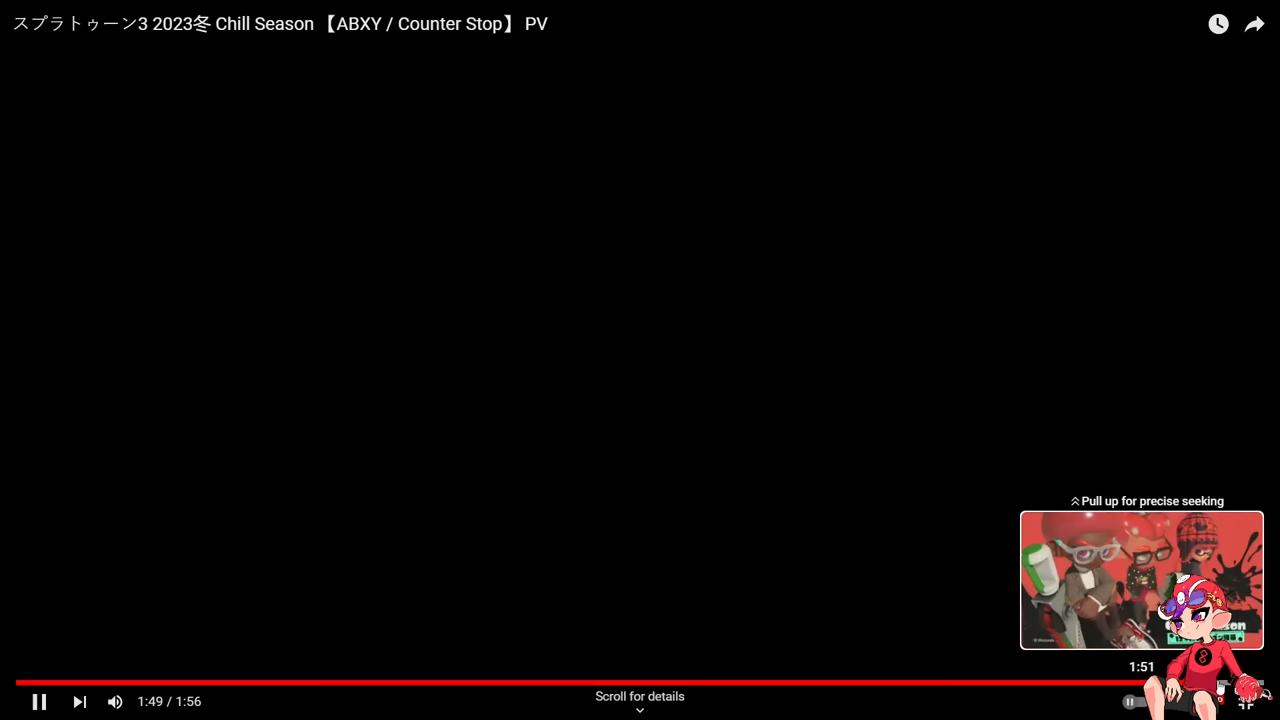 スプラトゥーン3 2023冬 Chill Season 【ABXY / Counter Stop】 PV
Pull up for precise seeking
1:51
1:49 / 1:56
Scroll for details